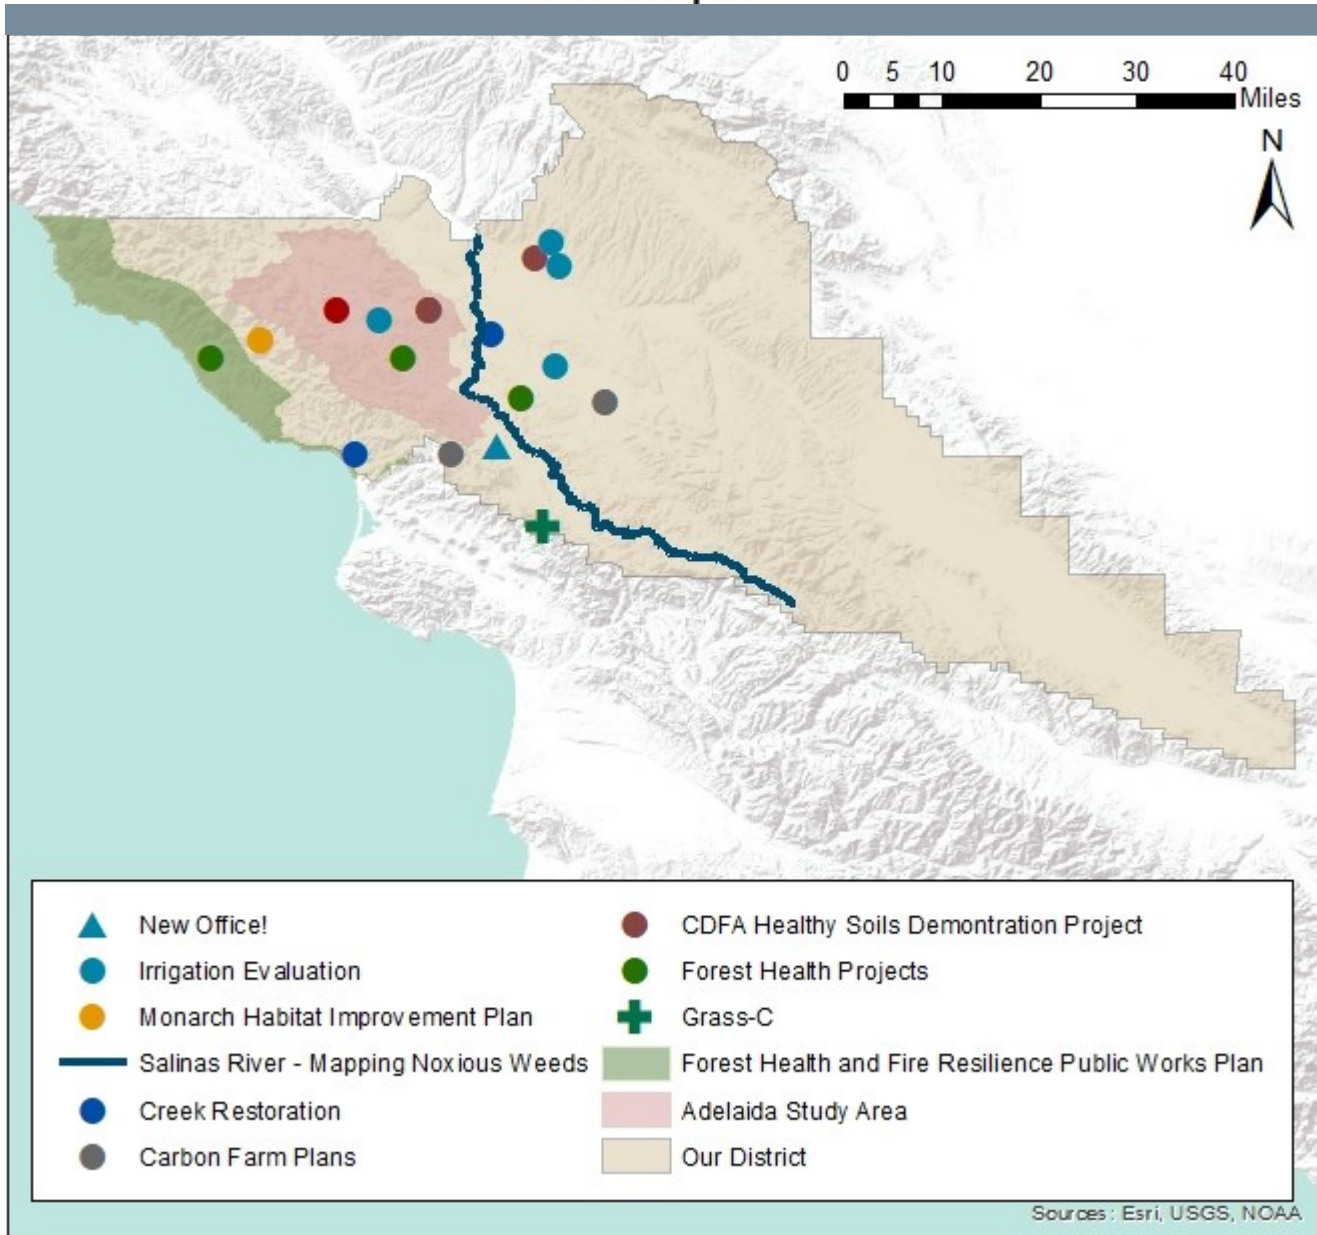 0 5 10 20 30 40
Miles
N
New Office!
Irrigation Evaluation
Monarch Habitat Improvement Plan
Salinas River - Mapping Noxious Weeds
Creek Restoration
Carbon Farm Plans
CDFA Healthy Soils Demontration Project
Forest Health Projects
Grass-C
Forest Health and Fire Resilience Public Works Plan
Adelaida Study Area
Our District
Sources: Esri, USGS, NOAA